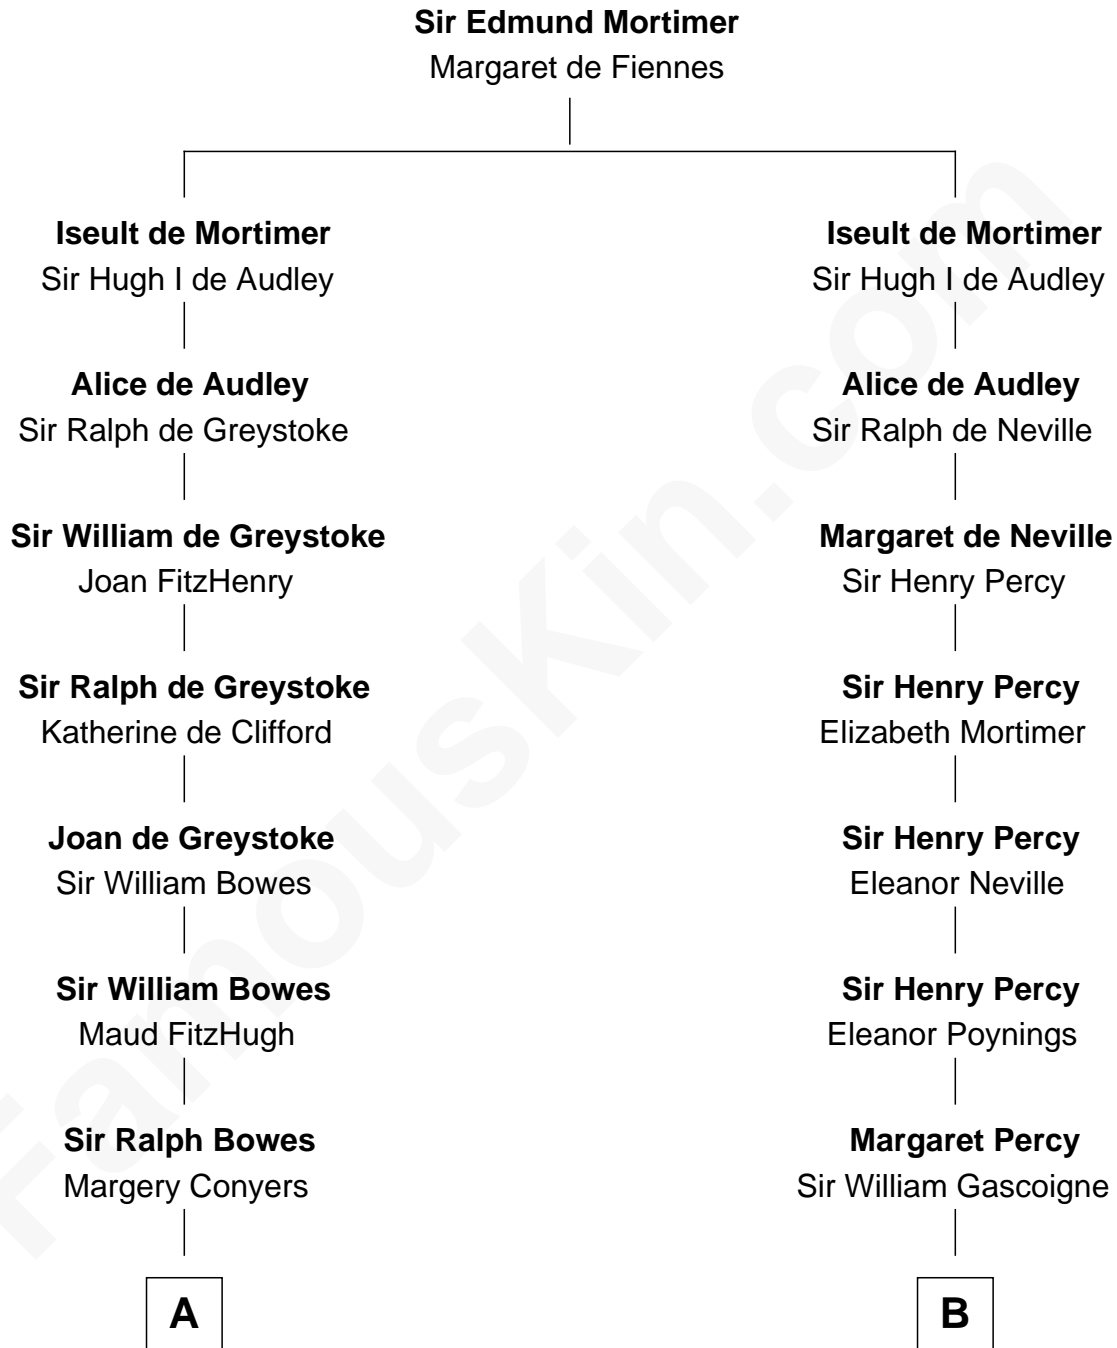 Sir Edmund Mortimer
Margaret de Fiennes
Iseult de Mortimer
Sir Hugh I de Audley
Iseult de Mortimer
Sir Hugh I de Audley
Alice de Audley
Sir Ralph de Greystoke
Alice de Audley
Sir Ralph de Neville
Sir William de Greystoke
Joan FitzHenry
Margaret de Neville
Sir Henry Percy
Sir Ralph de Greystoke
Katherine de Clifford
Sir Henry Percy
Elizabeth Mortimer
Joan de Greystoke
Sir William Bowes
Sir Henry Percy
Eleanor Neville
Sir William Bowes
Maud FitzHugh
Sir Henry Percy
Eleanor Poynings
Sir Ralph Bowes
Margery Conyers
Margaret Percy
Sir William Gascoigne
A
B
FamousKin.com